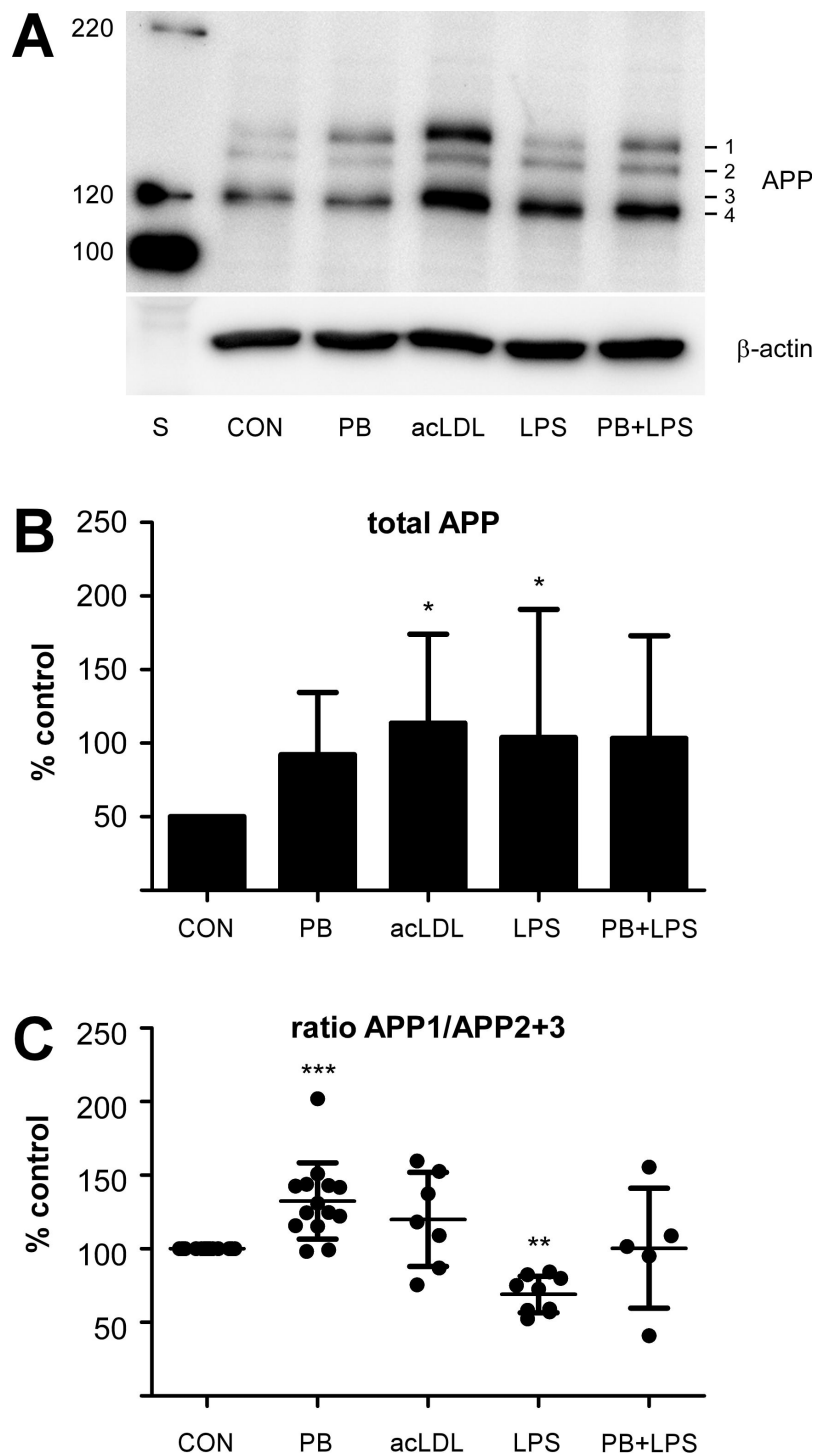 A
220
120
100
1
2
3
4
APP
β-actin
S CON PB acLDL LPS PB+LPS
B
total APP
% control
250
200
150
100
50
* *
CON PB acLDL LPS PB+LPS
C
ratio APP1/APP2+3
% control
250
200
150
100
50
***
**
CON PB acLDL LPS PB+LPS